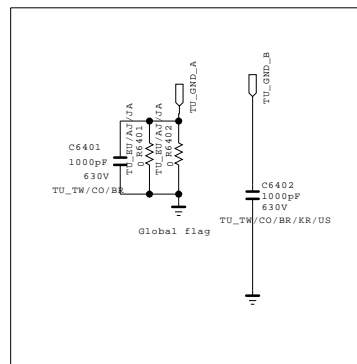 TU_GND_A
TU_GND_B
TU_EU/AJ/JA
0 R6401
TU_EU/AJ/JA
0 R6402
C6401
1000pF
630V
TU_TW/CO/BR
C6402
1000pF
630V
TU_TW/CO/BR/KR/US
Global flag